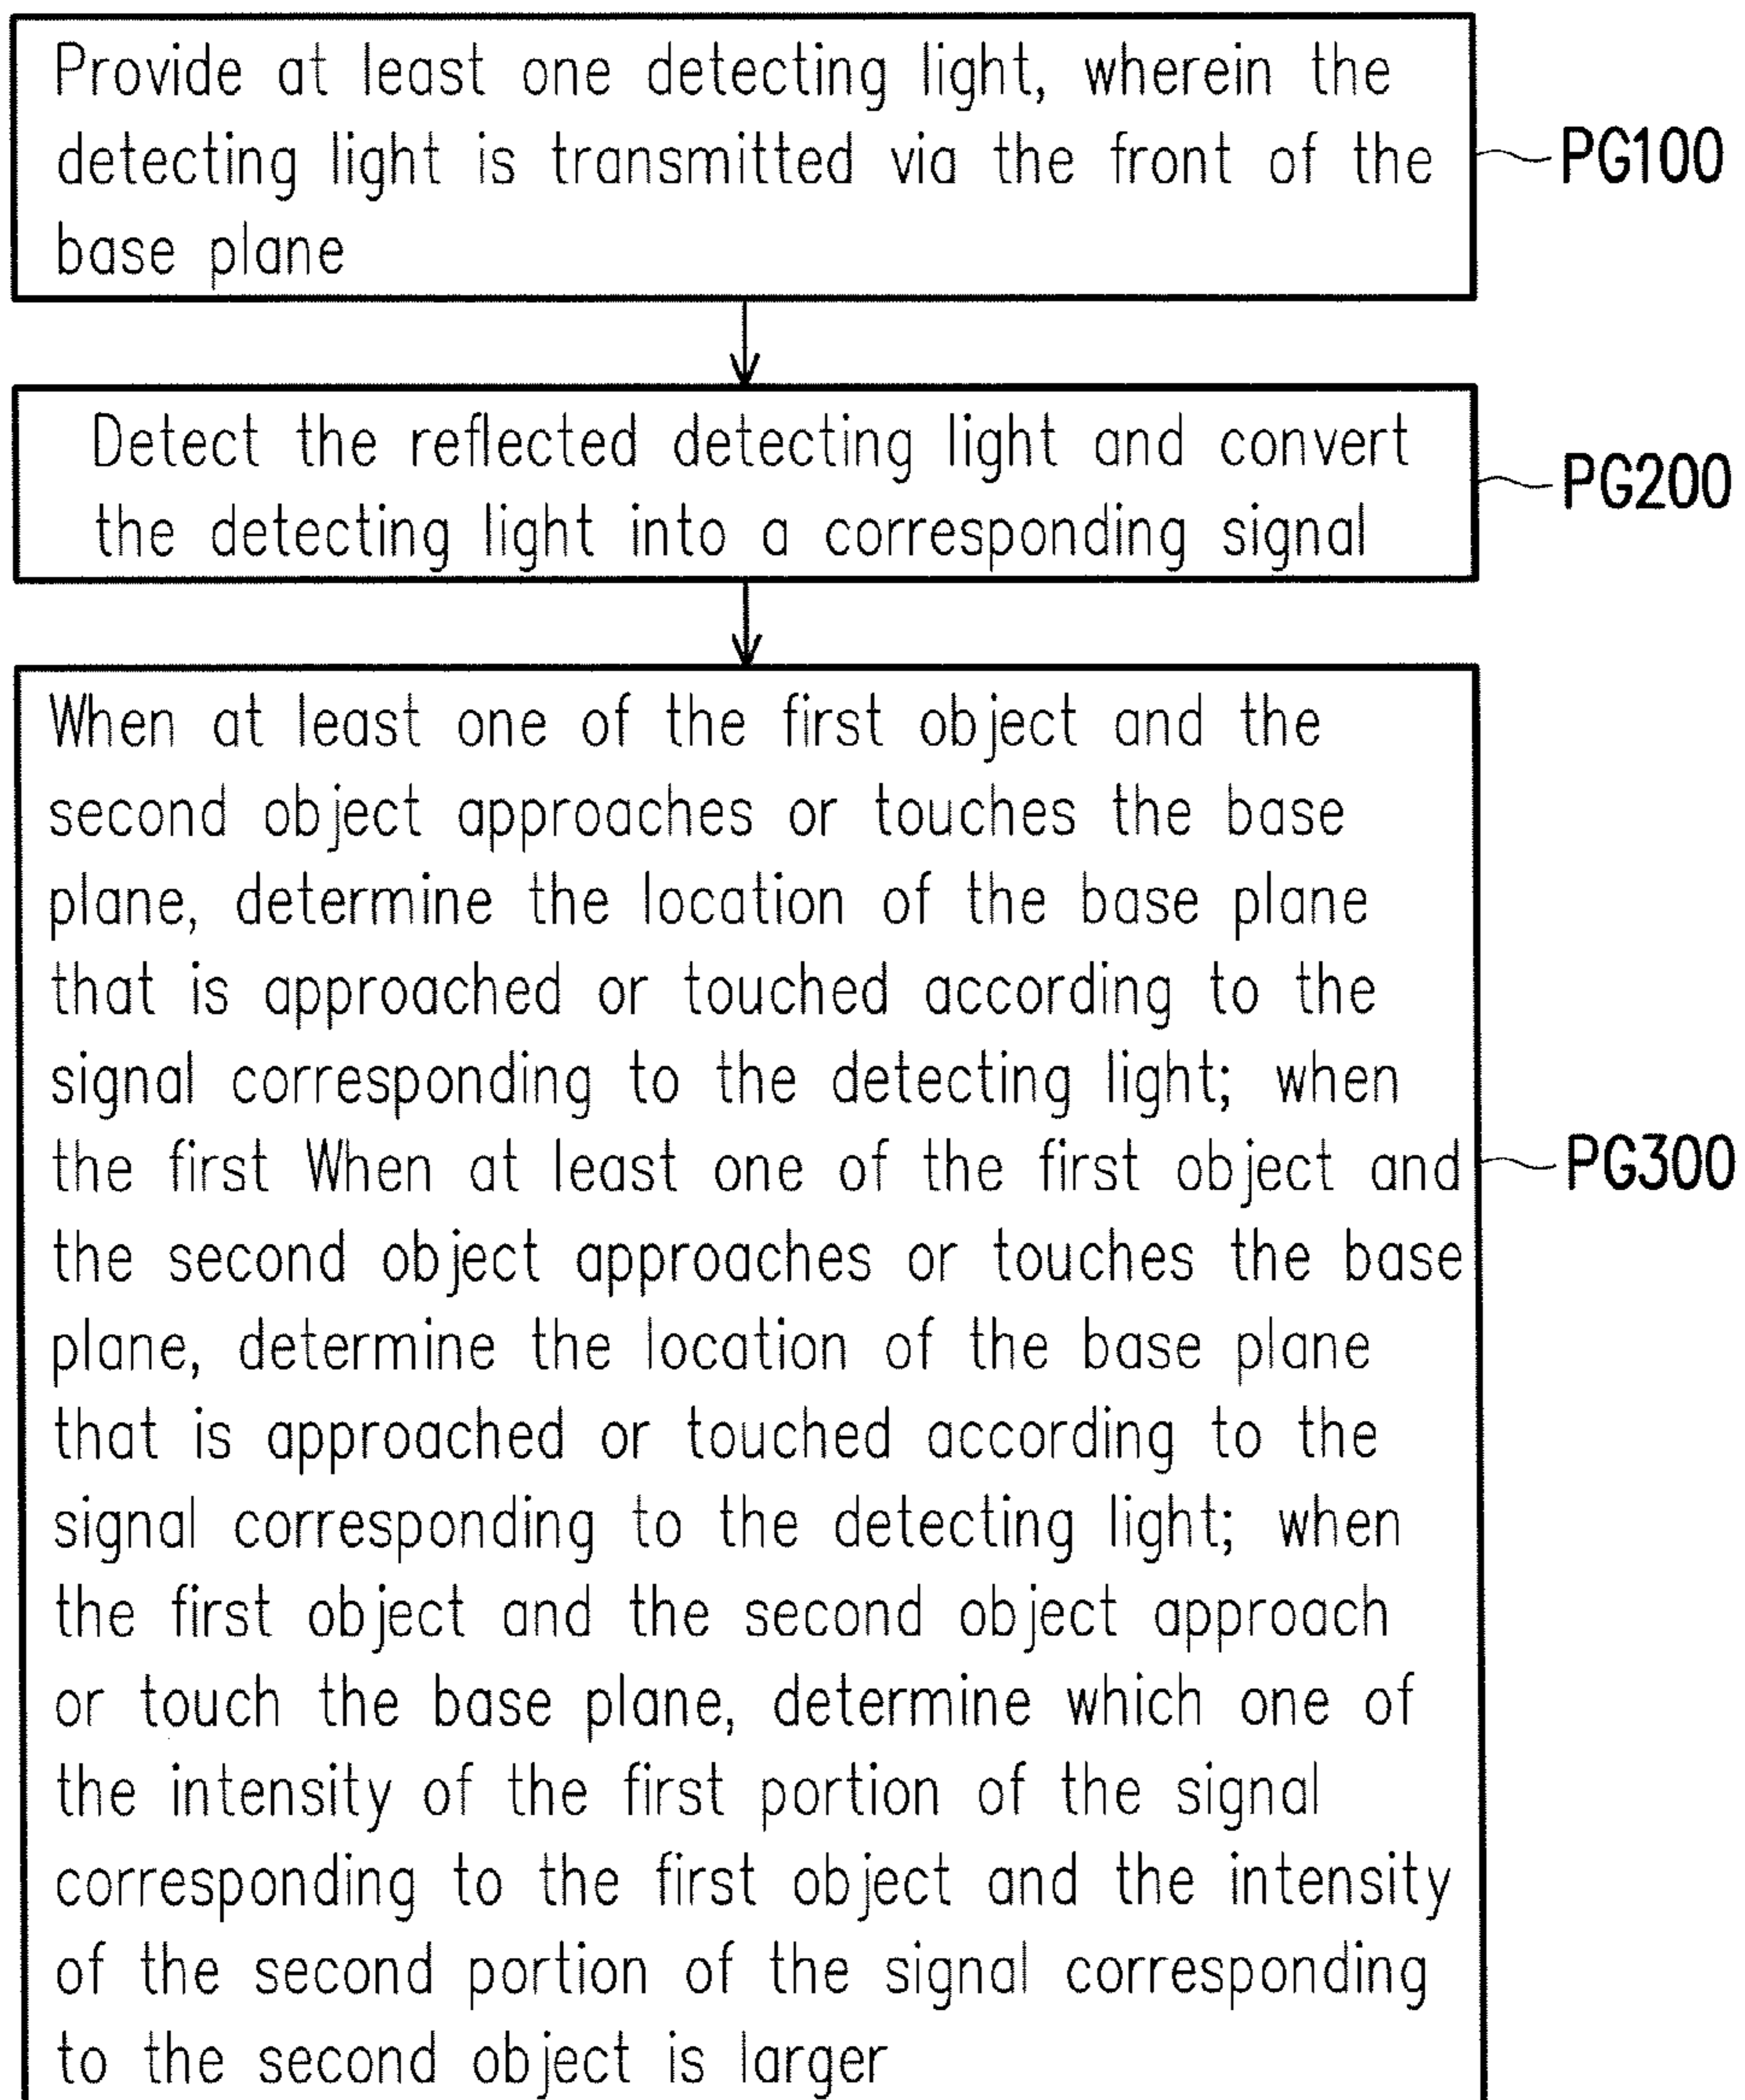 Provide at least one detecting light, wherein the
detecting light is transmitted via the front of the
base plane
PG100
Detect the reflected detecting light and convert
the detecting light into a corresponding signal
PG200
When at least one of the first object and the
second object approaches or touches the base
plane, determine the location of the base plane
that is approached or touched according to the
signal corresponding to the detecting light; when
the first When at least one of the first object and
the second object approaches or touches the base
plane, determine the location of the base plane
that is approached or touched according to the
signal corresponding to the detecting light; when
the first object and the second object approach
or touch the base plane, determine which one of
the intensity of the first portion of the signal
corresponding to the first object and the intensity
of the second portion of the signal corresponding
to the second object is larger
PG300